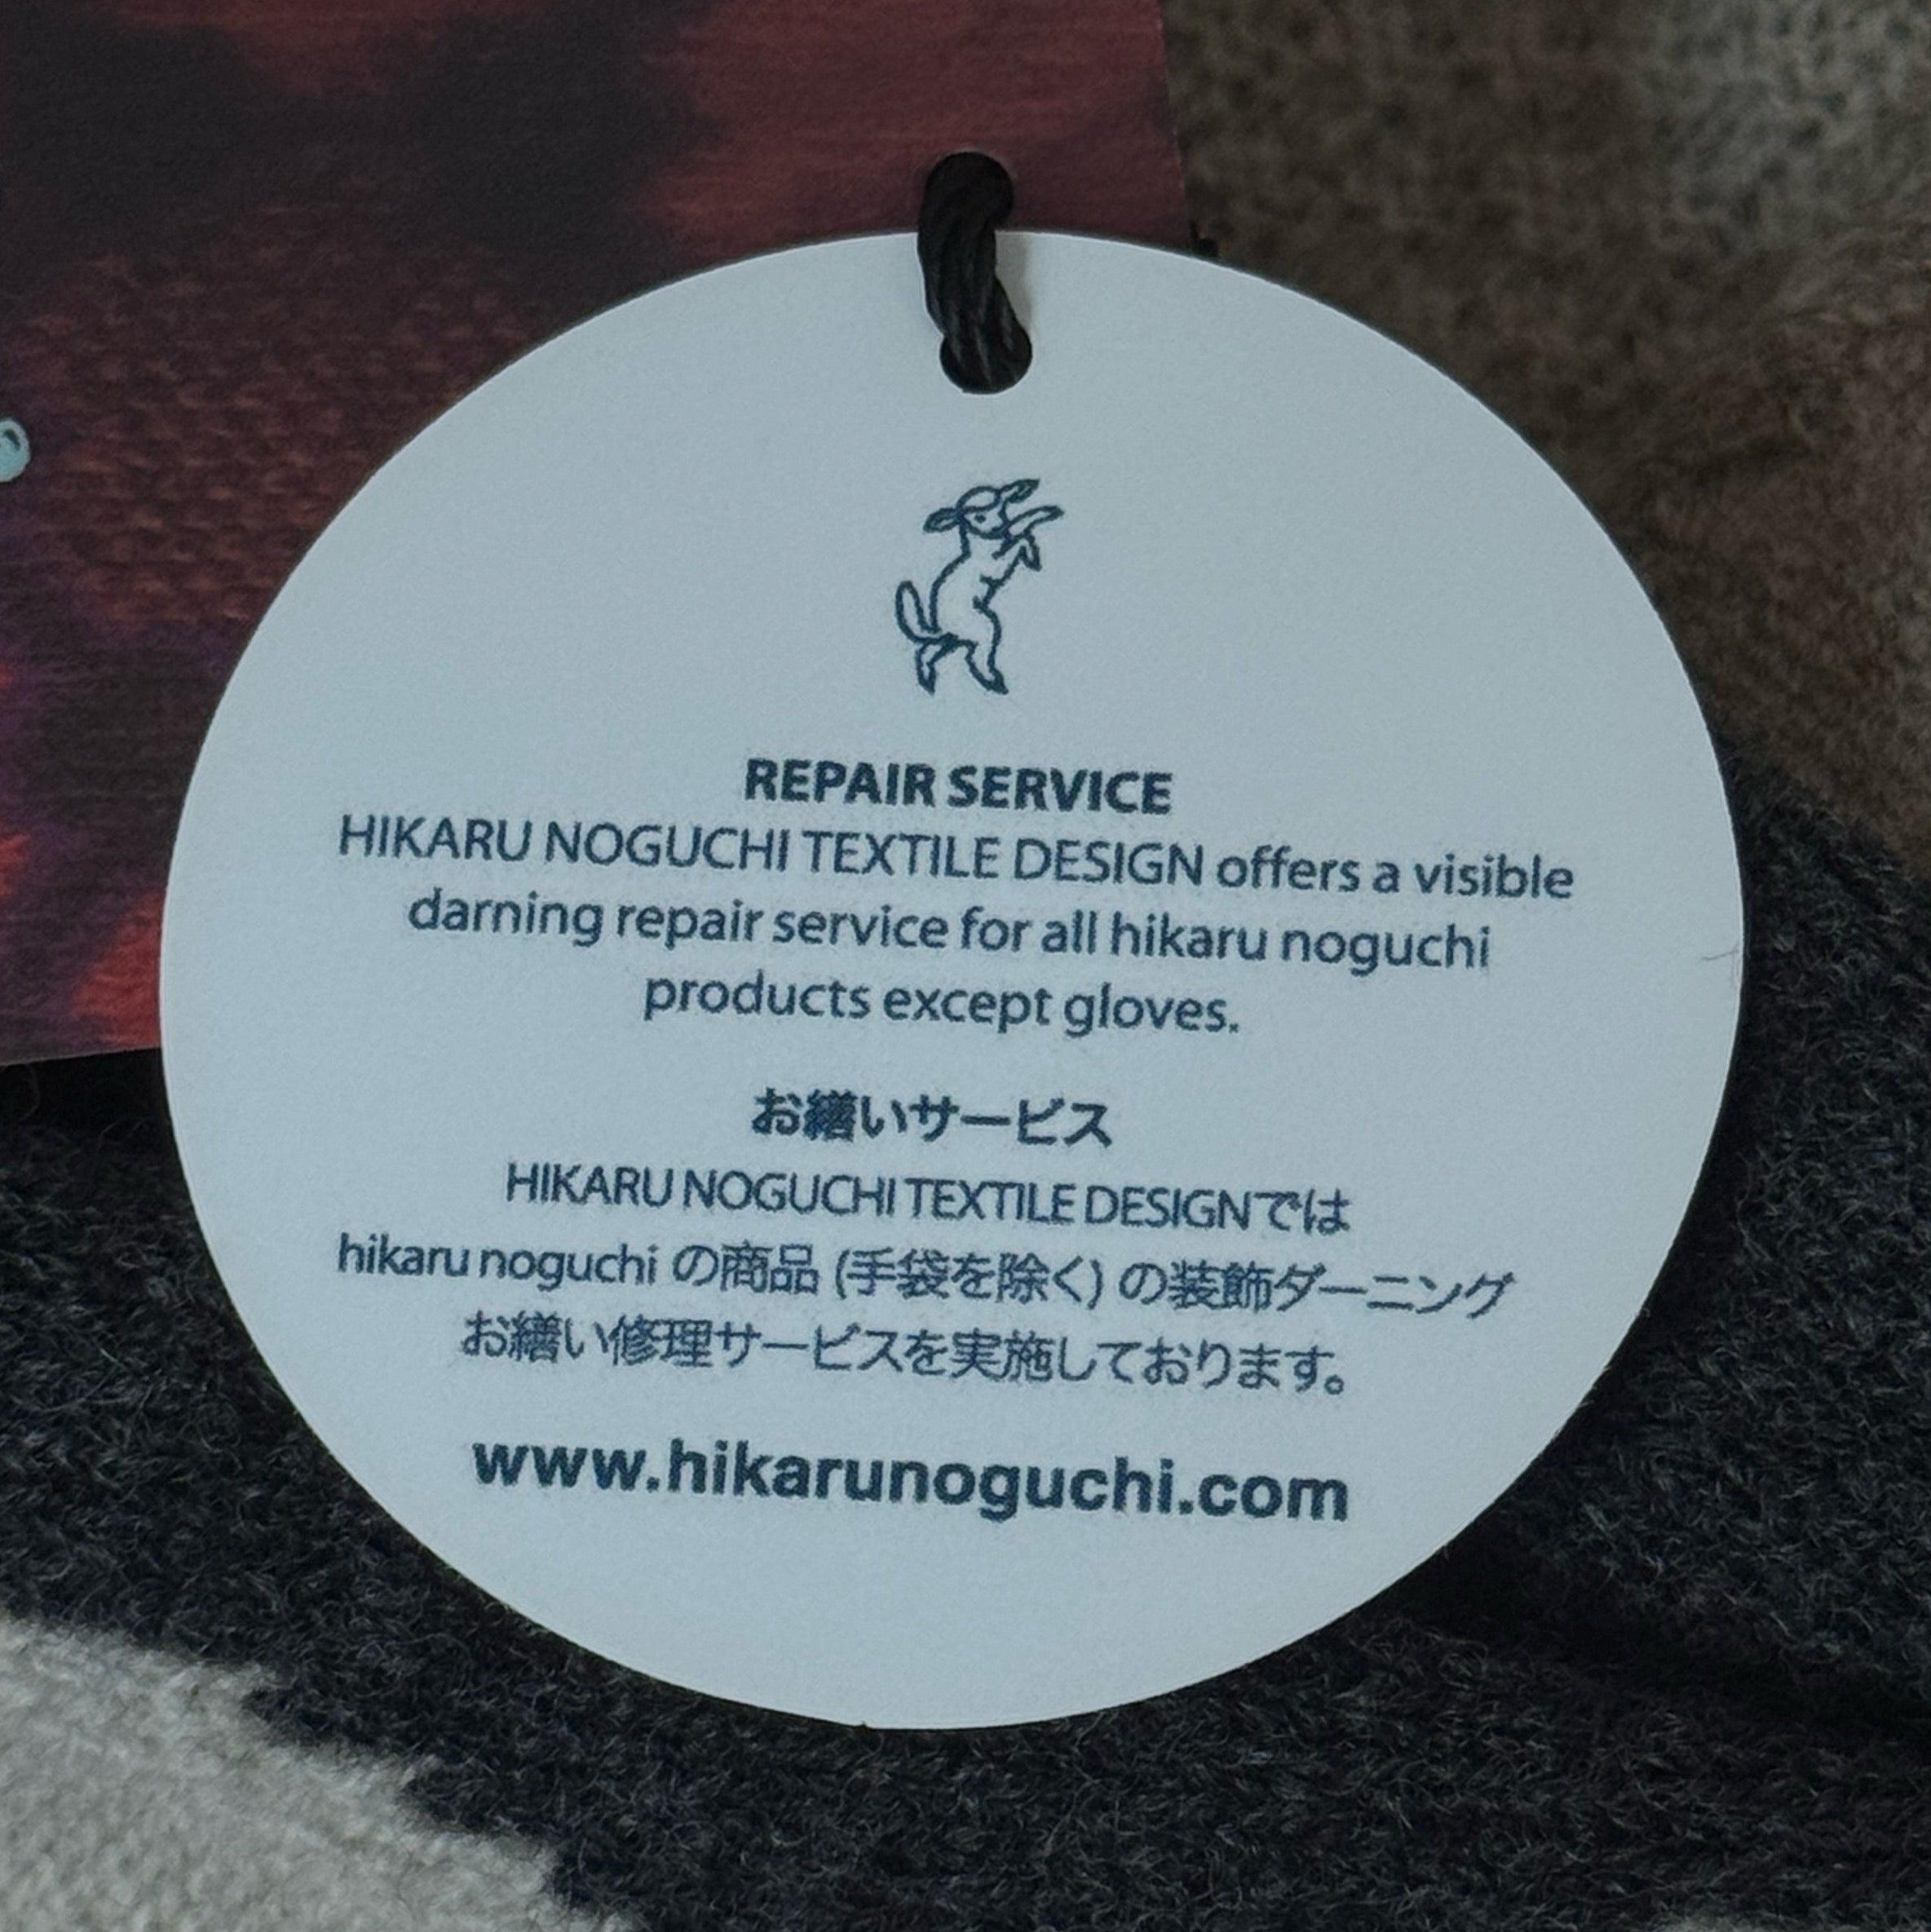 REPAIR SERVICE
HIKARU NOGUCHI TEXTILE DESIGN offers a visible
darning repair service for all hikaru noguchi
products except gloves.
お繕いサービス
HIKARU NOGUCHI TEXTILE DESIGNでは
hikaru noguchi の商品 (手袋を除く) の装飾ダーニング
お繕い修理サービスを実施しております。
www.hikarunoguchi.com